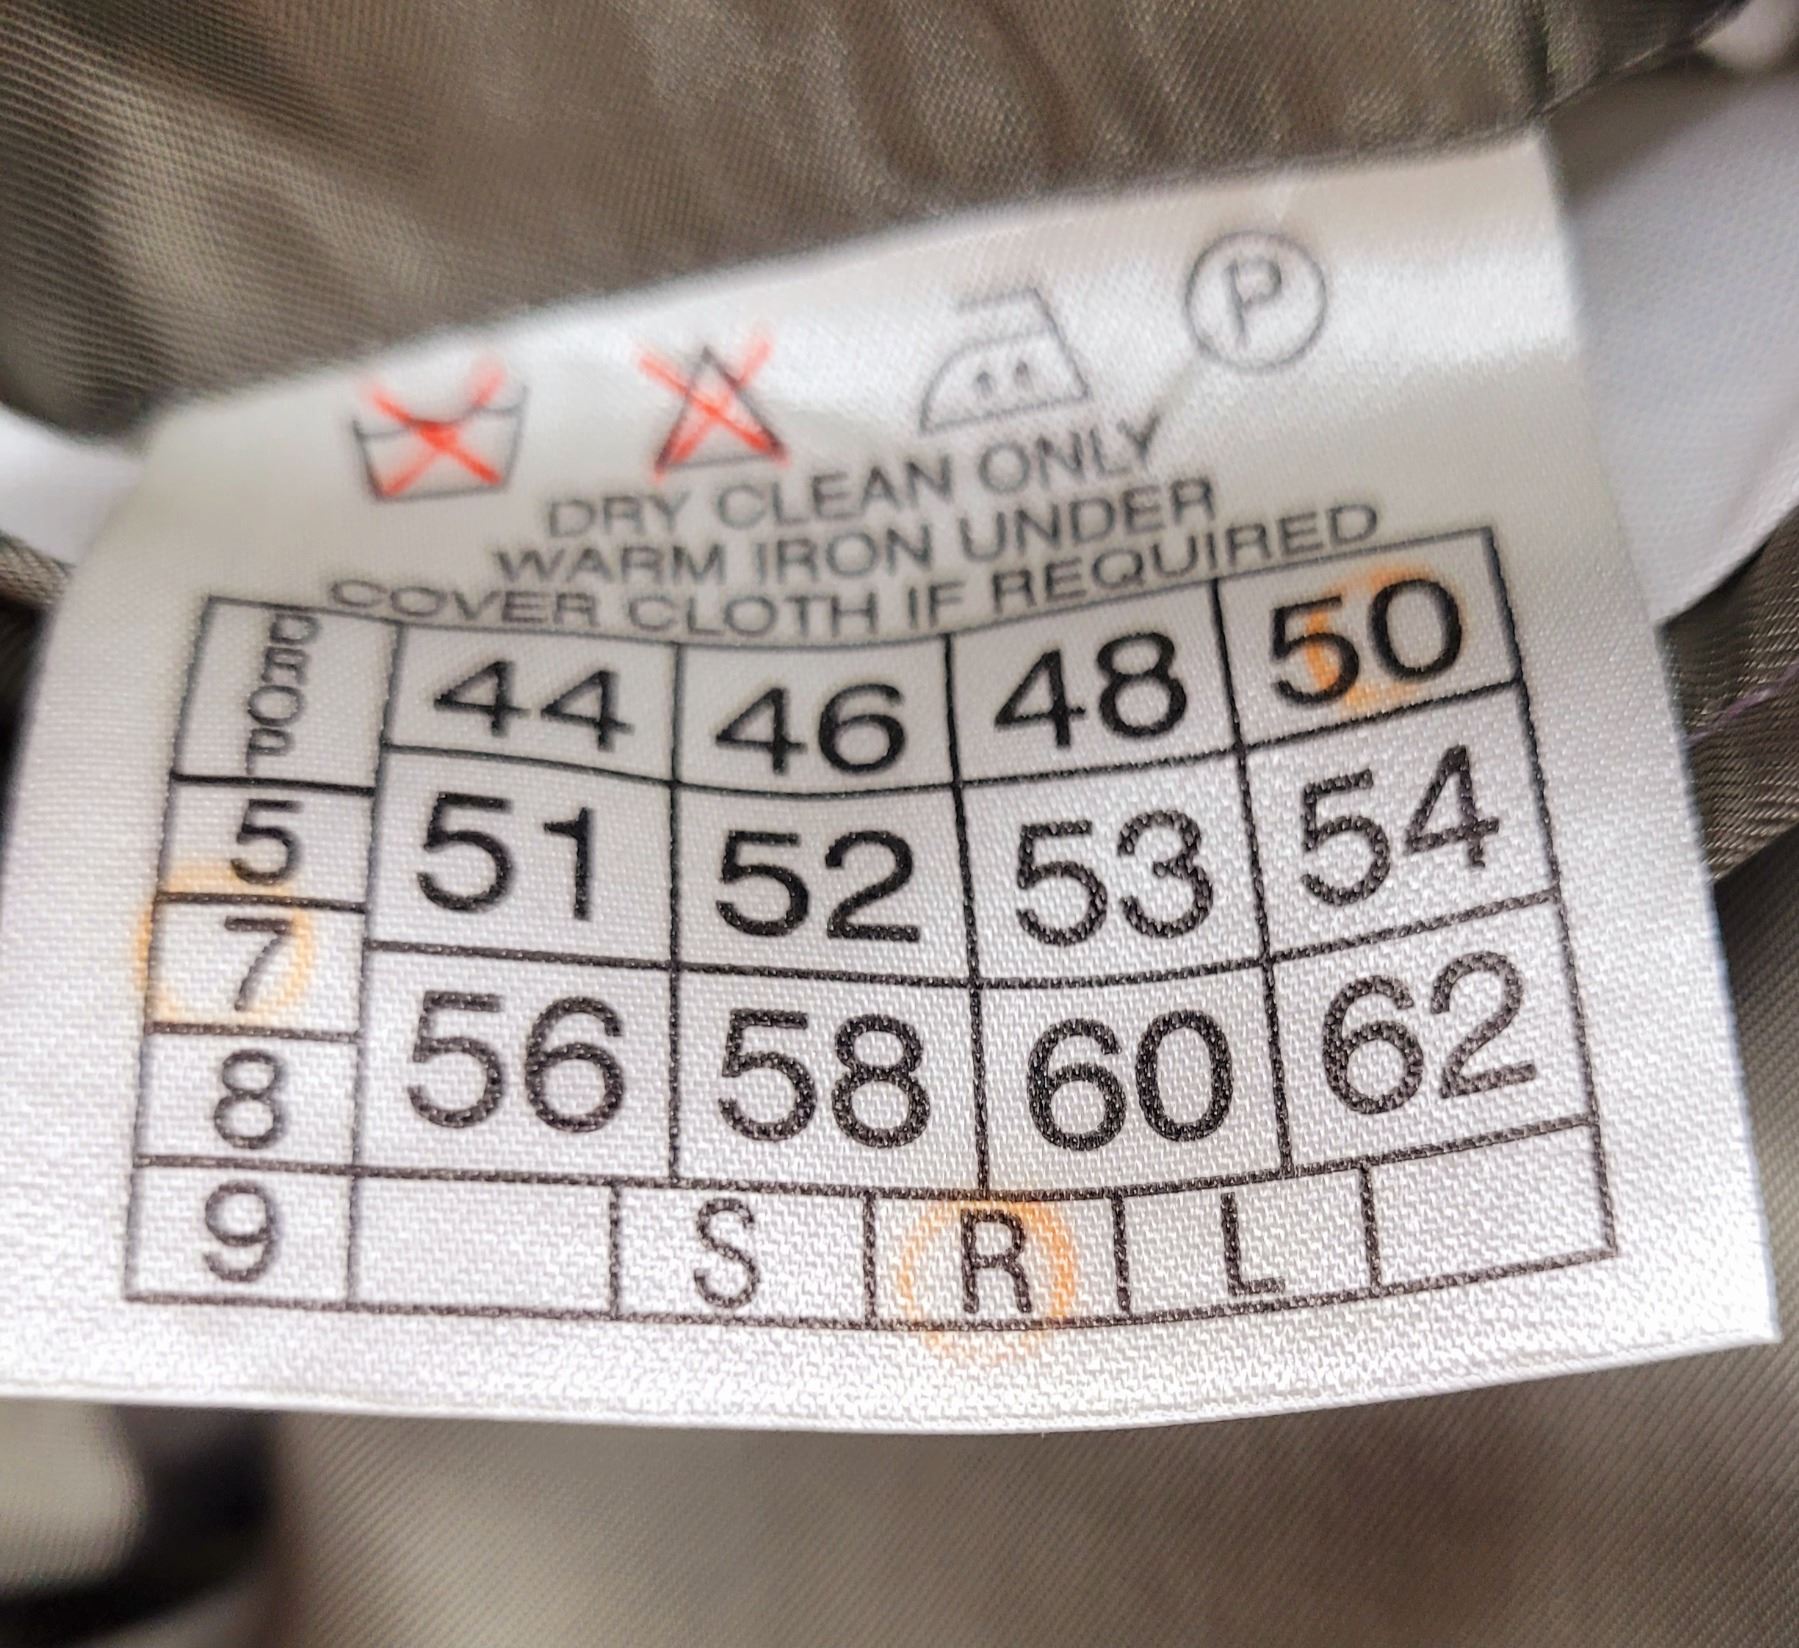 P
DRY CLEAN ONLY
WARM IRON UNDER
COVER CLOTH IF REQUIRED
DROP 44 46 48 50
5 51 52 53 54
7
8 56 58 60 62
9 S R L